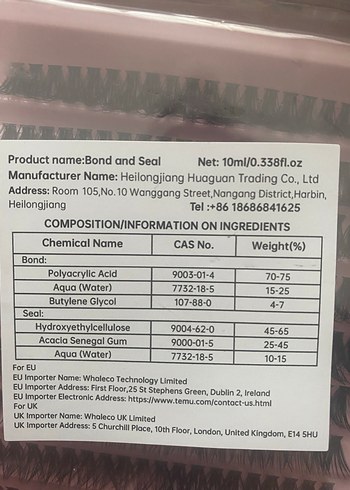 Product name:Bond and Seal Net: 10ml/0.338fl.oz
Manufacturer Name: Heilongjiang Huaguan Trading Co., Ltd
Address: Room 105,No.10 Wanggang Street,Nangang District,Harbin,
Heilongjiang Tel :+86 18686841625
COMPOSITION/INFORMATION ON INGREDIENTS
Chemical Name CAS No. Weight(%)
Bond:
Polyacrylic Acid 9003-01-4 70-75
Aqua (Water) 7732-18-5 15-25
Butylene Glycol 107-88-0 4-7
Seal:
Hydroxyethylcellulose 9004-62-0 45-65
Acacia Senegal Gum 9000-01-5 25-45
Aqua (Water) 7732-18-5 10-15
For EU
EU Importer Name: Whaleco Technology Limited
EU Importer Address: First Floor,25 St Stephens Green, Dublin 2, Ireland
EU Importer Electronic Address: https://www.temu.com/contact-us.html
For UK
UK Importer Name: Whaleco UK Limited
UK Importer Address: 5 Churchill Place, 10th Floor, London, United Kingdom, E14 5HU